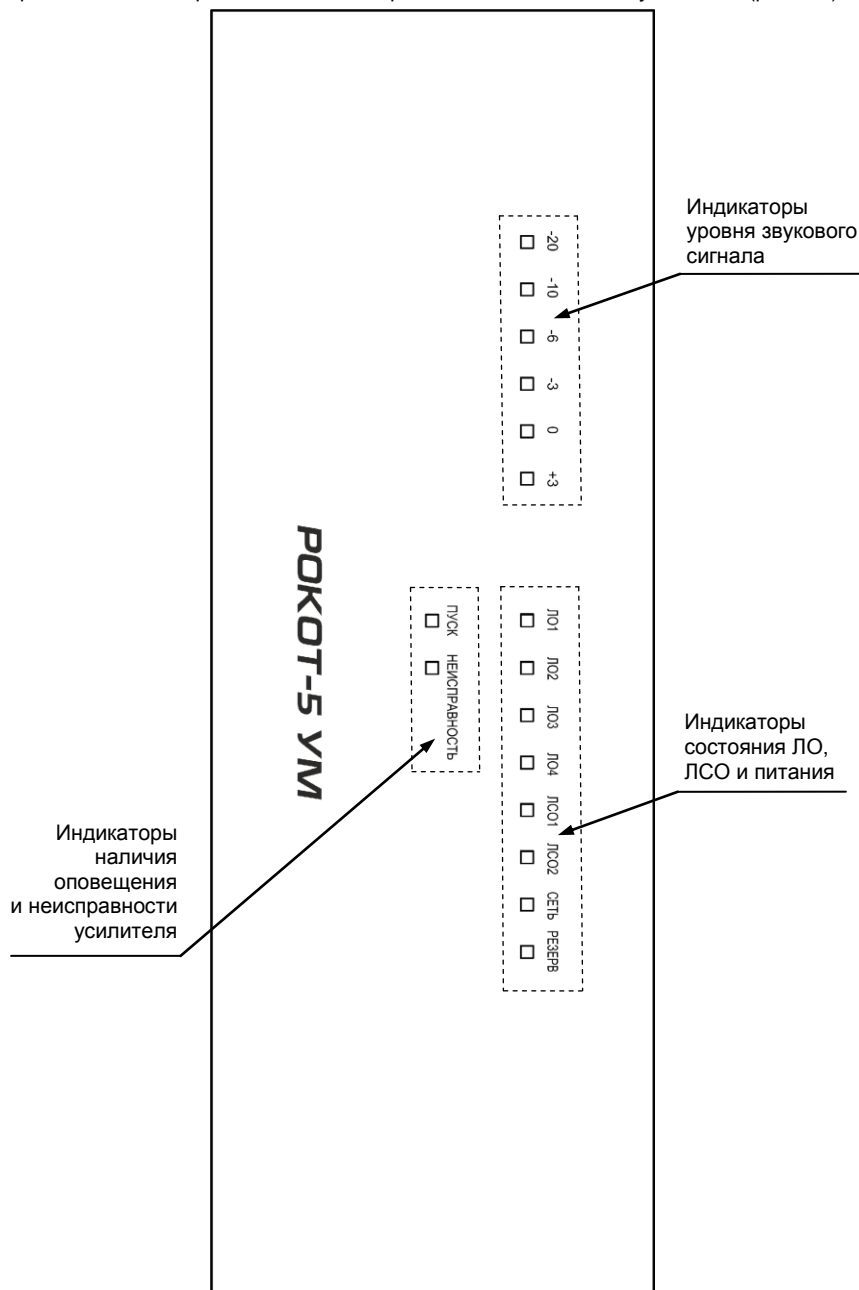 Индикаторы
уровня звукового
сигнала
-20
-10
-6
-3
0
+3
РОКОТ-5 УМ
ПУСК
НЕИСПРАВНОСТЬ
ЛО1
ЛО2
ЛО3
ЛО4
ЛСО1
ЛСО2
СЕТЬ
РЕЗЕРВ
Индикаторы
состояния ЛО,
ЛСО и питания
Индикаторы
наличия
оповещения
и неисправности
усилителя